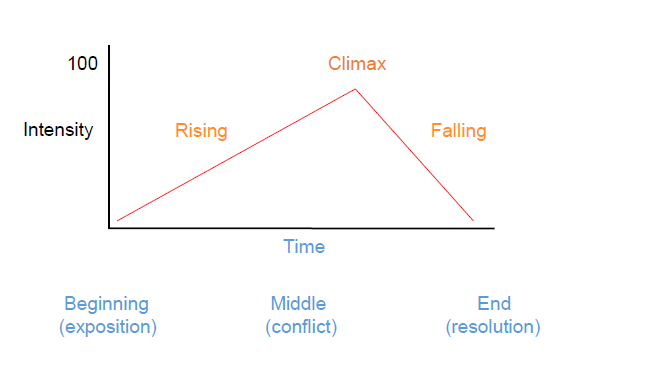 100
Climax
Intensity
Rising
Falling
Time
Beginning
(exposition)
Middle
(conflict)
End
(resolution)